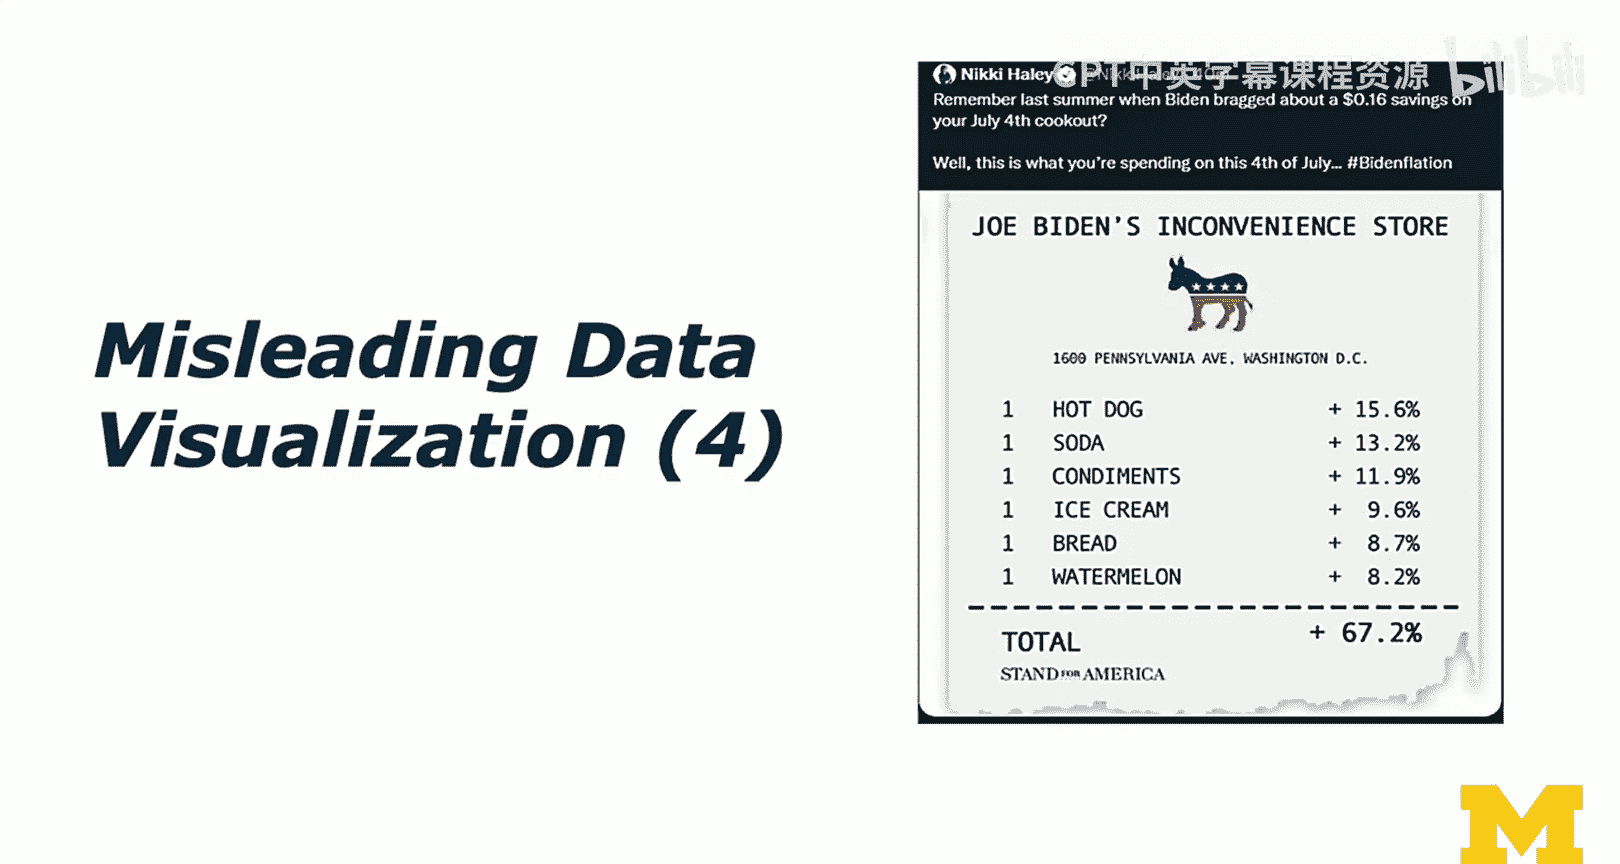 Misleading Data
Visualization (4)
GPT中英字幕课程资源 bilibili
Nikki Haley
Remember last summer when Biden bragged about a $0.16 savings on
your July 4th cookout?
Well, this is what you're spending on this 4th of July... #Bidenflation
JOE BIDEN'S INCONVENIENCE STORE
1600 PENNSYLVANIA AVE, WASHINGTON D.C.
1 HOT DOG + 15.6%
1 SODA + 13.2%
1 CONDIMENTS + 11.9%
1 ICE CREAM + 9.6%
1 BREAD + 8.7%
1 WATERMELON + 8.2%
TOTAL + 67.2%
STAND FOR AMERICA
M